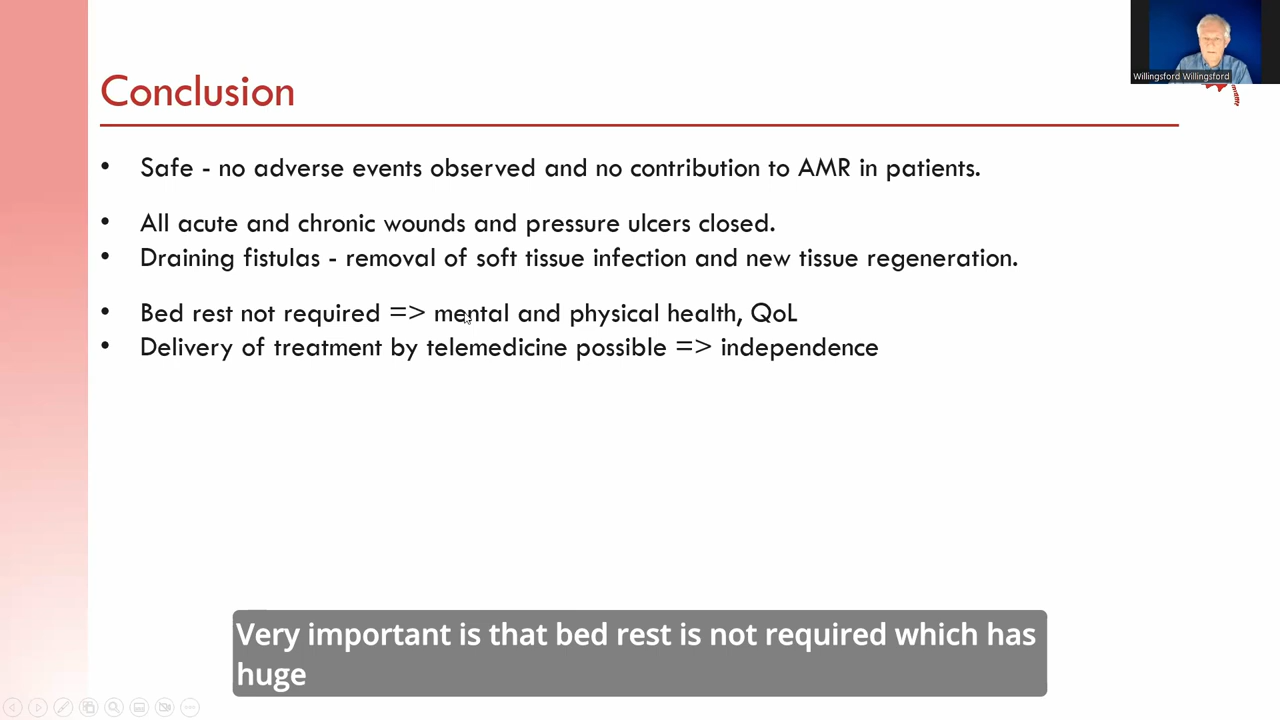 Willingsford Willingsford
Conclusion
• Safe - no adverse events observed and no contribution to AMR in patients.
• All acute and chronic wounds and pressure ulcers closed.
• Draining fistulas - removal of soft tissue infection and new tissue regeneration.
• Bed rest not required => mental and physical health, QoL
• Delivery of treatment by telemedicine possible => independence
Very important is that bed rest is not required which has
huge